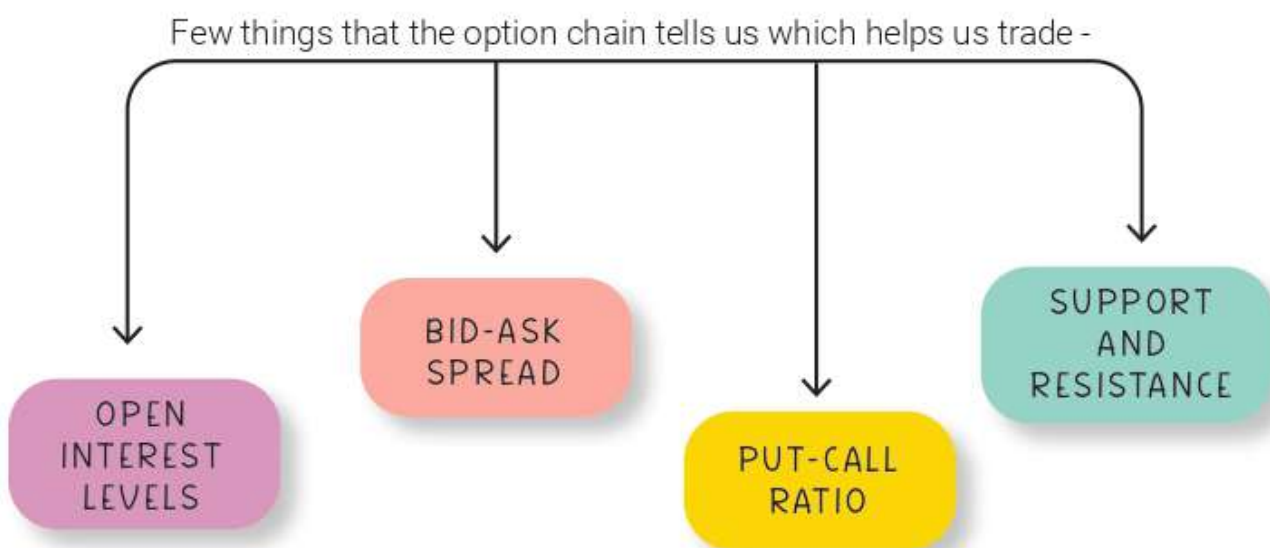 Few things that the option chain tells us which helps us trade -
OPEN
INTEREST
LEVELS
BID-ASK
SPREAD
PUT-CALL
RATIO
SUPPORT
AND
RESISTANCE